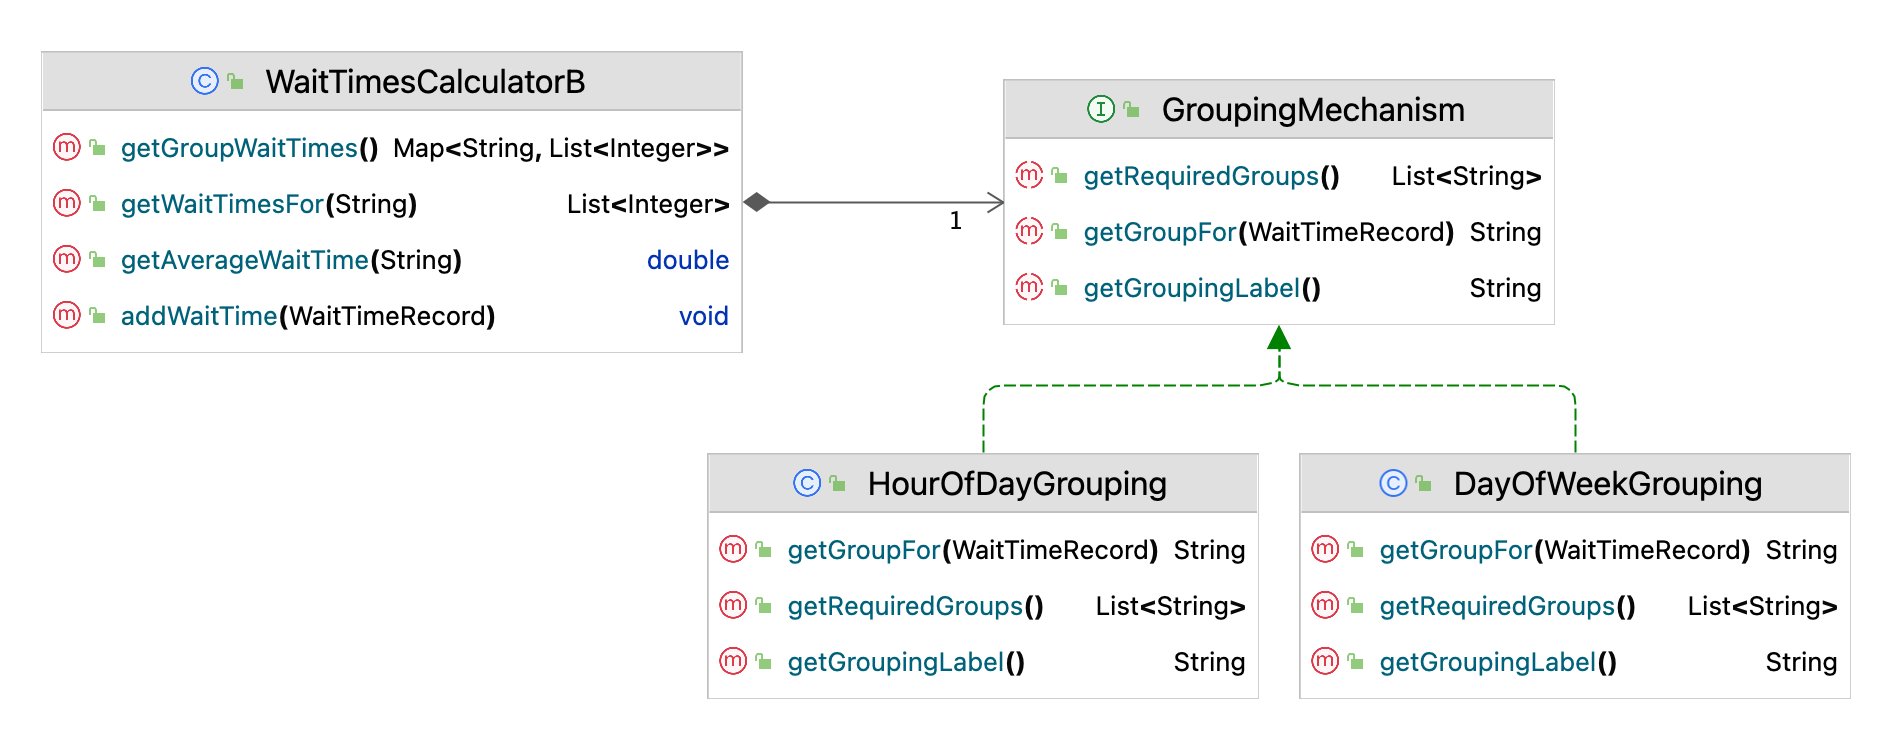 WaitTimesCalculatorB
getGroupWaitTimes() Map<String, List<Integer>>
getWaitTimesFor(String) List<Integer>
getAverageWaitTime(String) double
addWaitTime(WaitTimeRecord) void
1
GroupingMechanism
getRequiredGroups() List<String>
getGroupFor(WaitTimeRecord) String
getGroupingLabel() String
HourOfDayGrouping
getGroupFor(WaitTimeRecord) String
getRequiredGroups() List<String>
getGroupingLabel() String
DayOfWeekGrouping
getGroupFor(WaitTimeRecord) String
getRequiredGroups() List<String>
getGroupingLabel() String